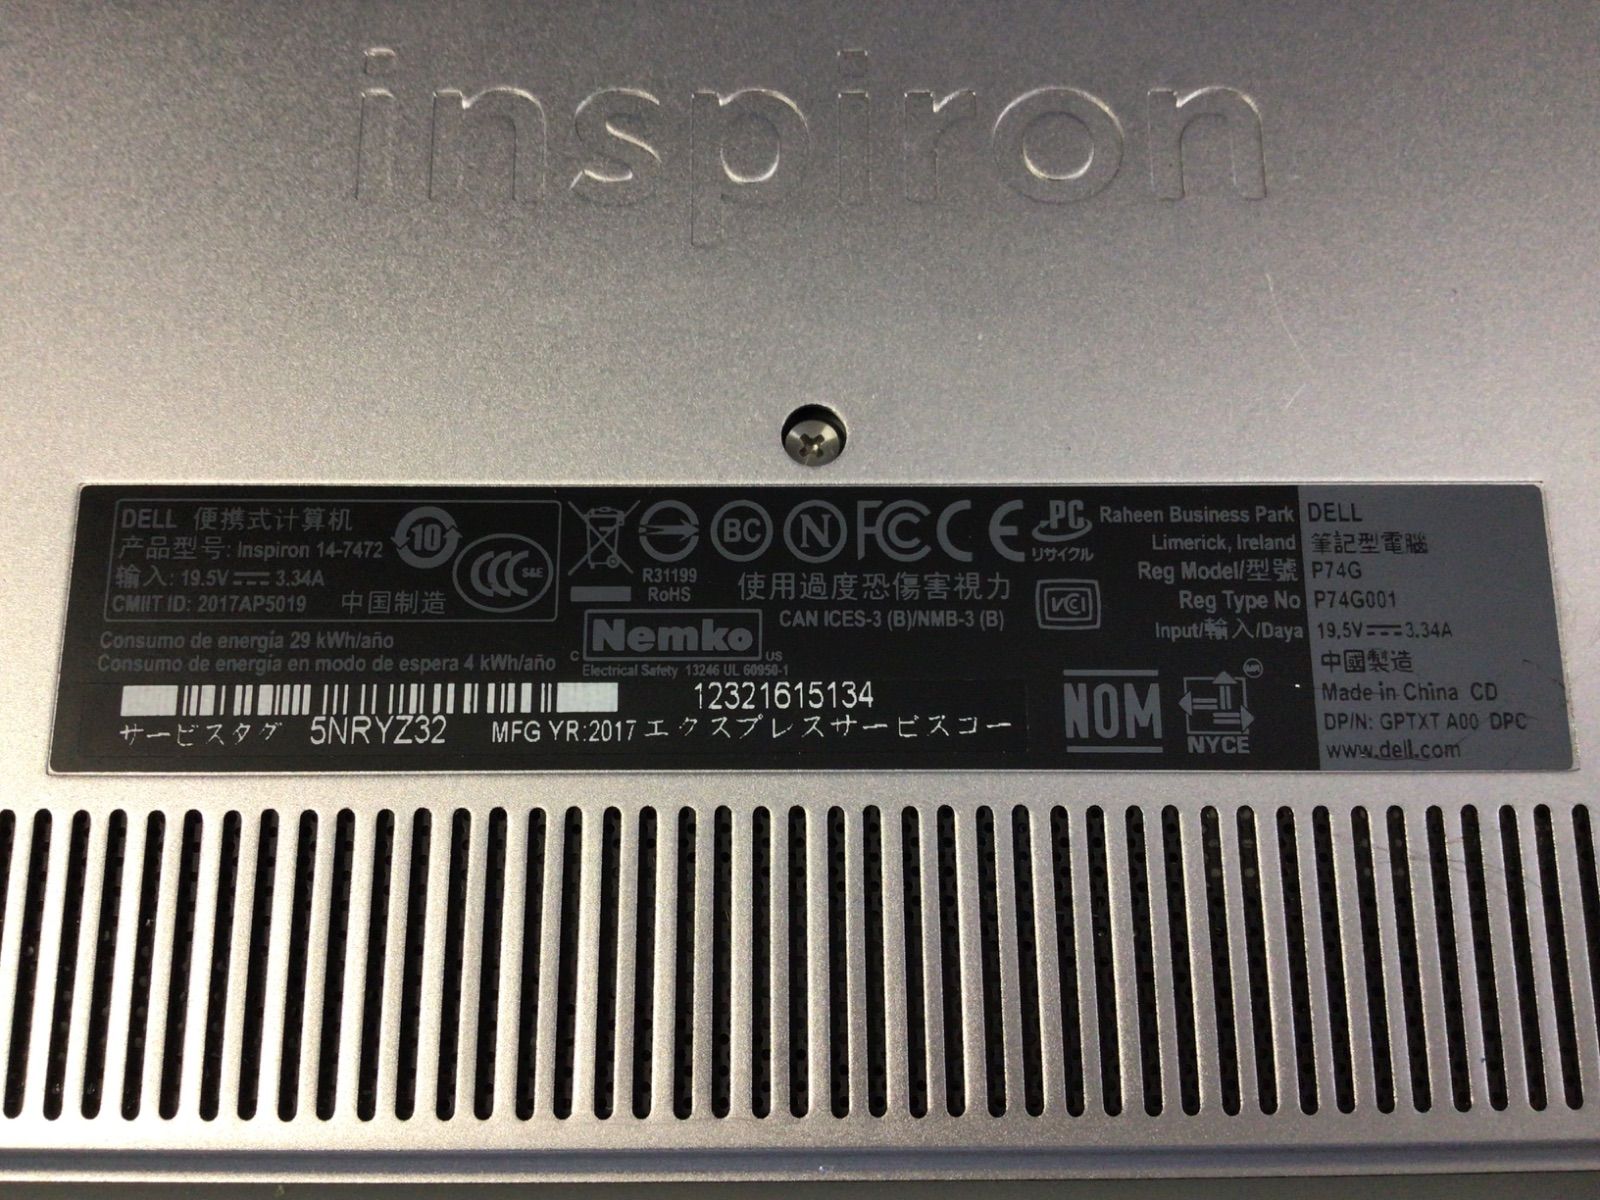 inspiron
DELL 便携式计算机
产品型号: Inspiron 14-7472
输入: 19.5V 3.34A
CMIIT ID: 2017AP5019 中国制造
10
CCC S&E
Consumo de energía 29 kWh/año
Consumo de energía en modo de espera 4 kWh/año
R31199
RoHS
BC
N
FC CE
PC
リサイクル
使用過度恐傷害視力
CAN ICES-3 (B)/NMB-3 (B)
VCCI
C Nemko US
Electrical Safety 13246 UL 60950-1
Raheen Business Park
Limerick, Ireland
Reg Model/型號 P74G
Reg Type No P74G001
Input/輸入/Daya 19.5V 3.34A
DELL
筆記型電腦
中國製造
Made in China CD
DP/N: GPTXT A00 DPC
www.dell.com
NOM
NYCE
12321615134
サービスタグ 5NRYZ32 MFG YR:2017 エクスプレスサービスコー